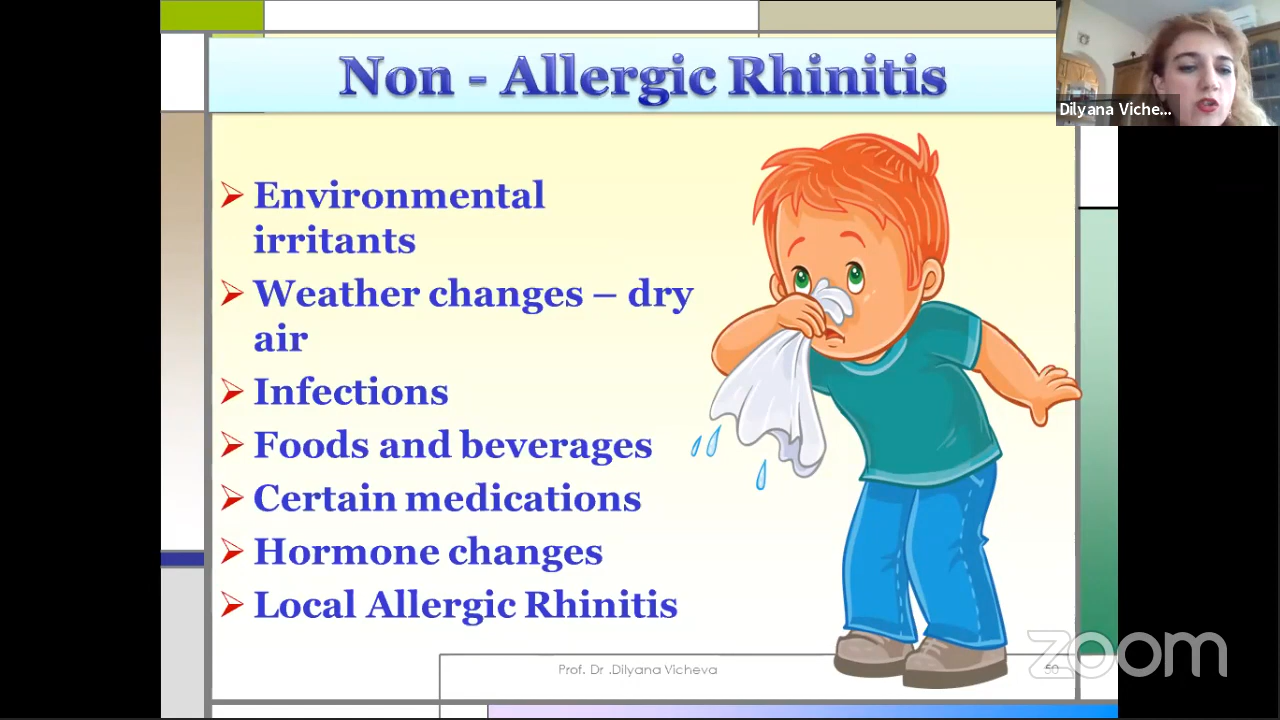 Non - Allergic Rhinitis
Dilyana Viche...
Environmental
irritants
Weather changes – dry
air
Infections
Foods and beverages
Certain medications
Hormone changes
Local Allergic Rhinitis
Prof. Dr .Dilyana Vicheva
50
zoom